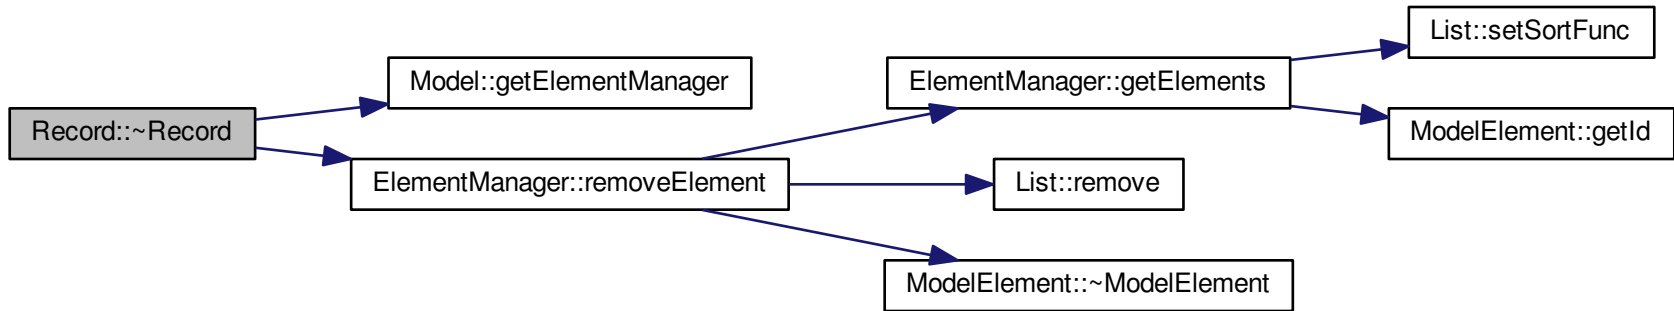 Record::~Record
Model::getElementManager
ElementManager::removeElement
ElementManager::getElements
List::remove
ModelElement::~ModelElement
List::setSortFunc
ModelElement::getId